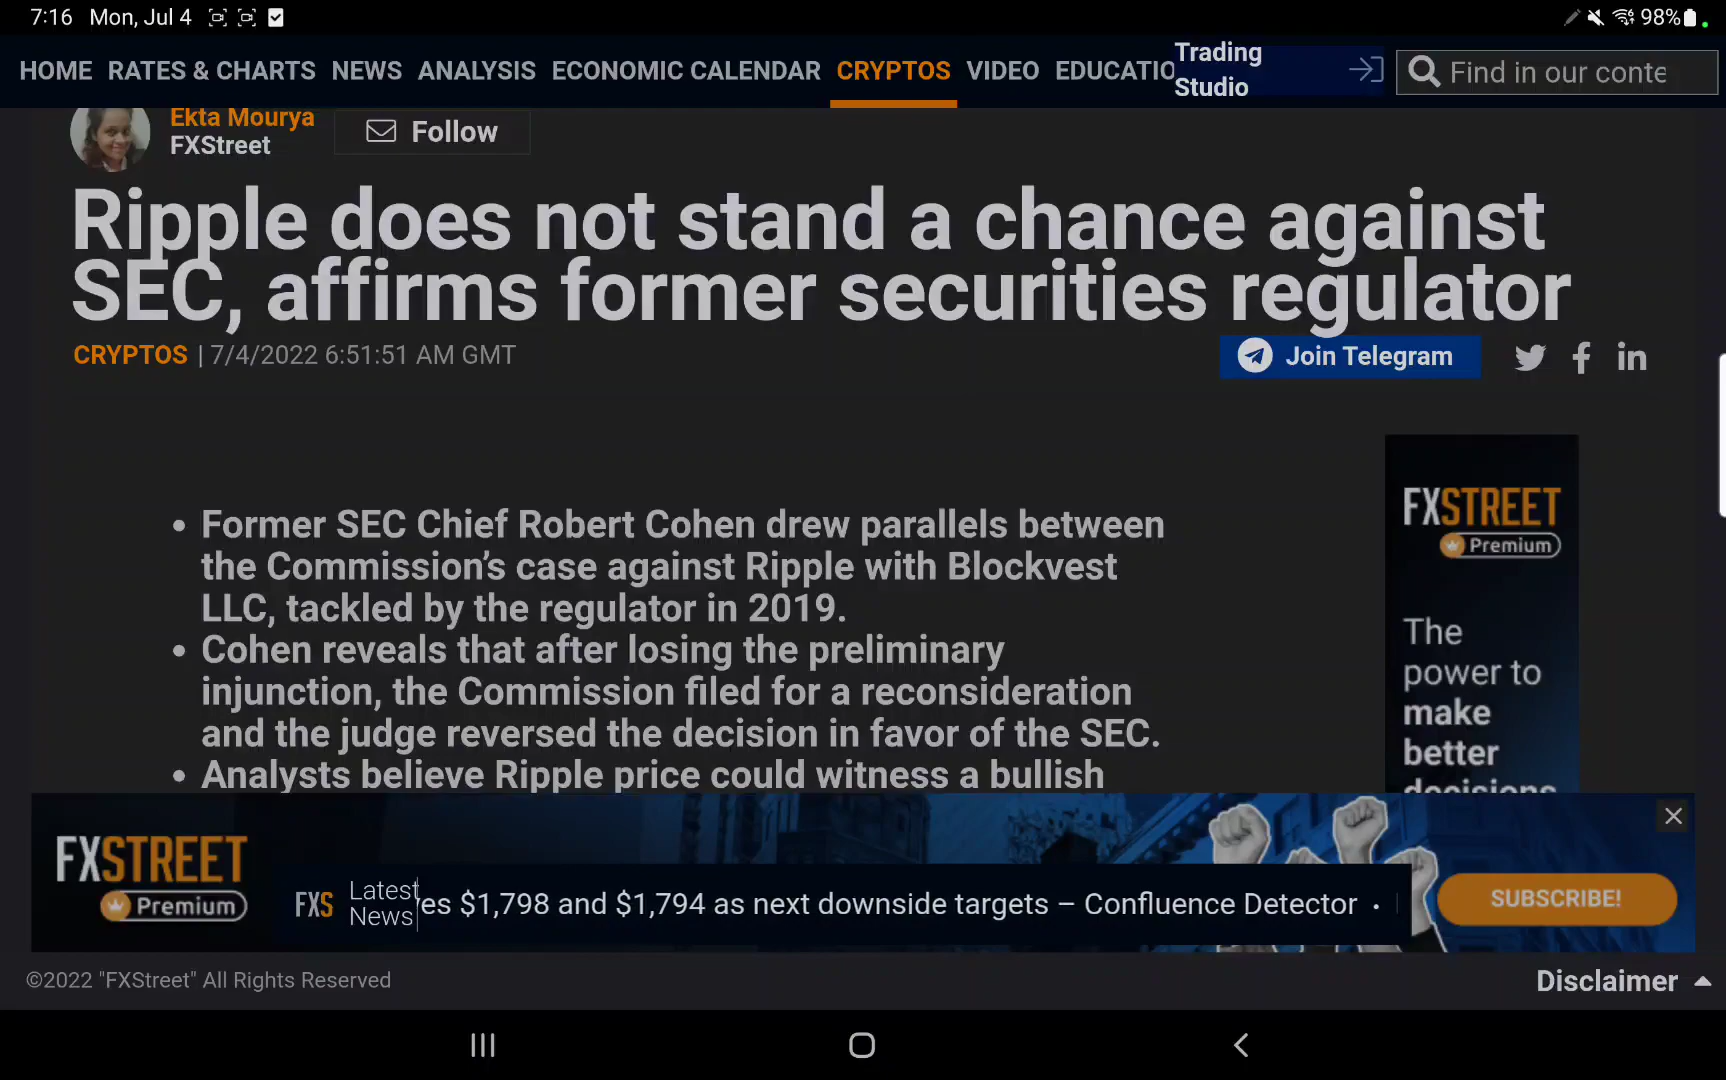 7:16 Mon, Jul 4
98%
HOME RATES & CHARTS NEWS ANALYSIS ECONOMIC CALENDAR CRYPTOS VIDEO EDUCATIO
Trading
Studio
Find in our conte
Ekta Mourya
FXStreet
Follow
Ripple does not stand a chance against
SEC, affirms former securities regulator
CRYPTOS | 7/4/2022 6:51:51 AM GMT
Join Telegram
• Former SEC Chief Robert Cohen drew parallels between
the Commission’s case against Ripple with Blockvest
LLC, tackled by the regulator in 2019.
• Cohen reveals that after losing the preliminary
injunction, the Commission filed for a reconsideration
and the judge reversed the decision in favor of the SEC.
• Analysts believe Ripple price could witness a bullish
FXSTREET
Premium
The
power to
make
better
decisions
FXSTREET
Premium
FXS
Latest
News
es $1,798 and $1,794 as next downside targets – Confluence Detector •
SUBSCRIBE!
©2022 "FXStreet" All Rights Reserved
Disclaimer